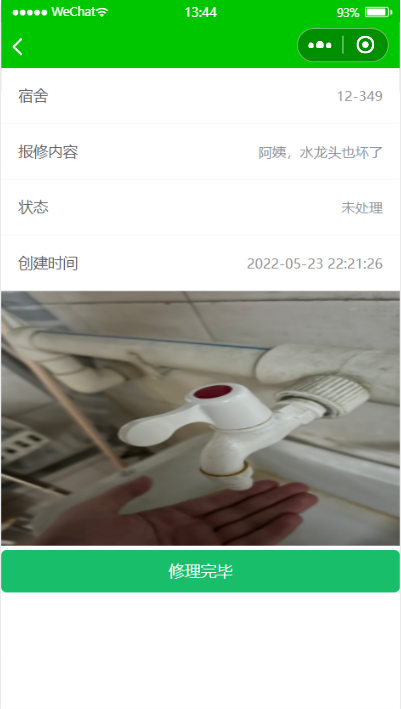 WeChat 13:44 93%
宿舍 12-349
报修内容 阿姨，水龙头也坏了
状态 未处理
创建时间 2022-05-23 22:21:26
修理完毕